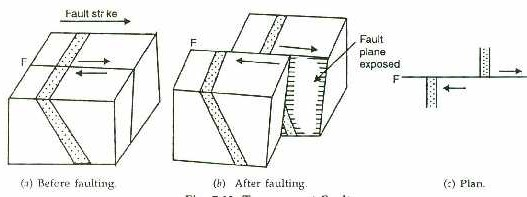 Fault strike
F
(a) Before faulting.
F
Fault
plane
exposed
(b) After faulting.
F
(c) Plan.